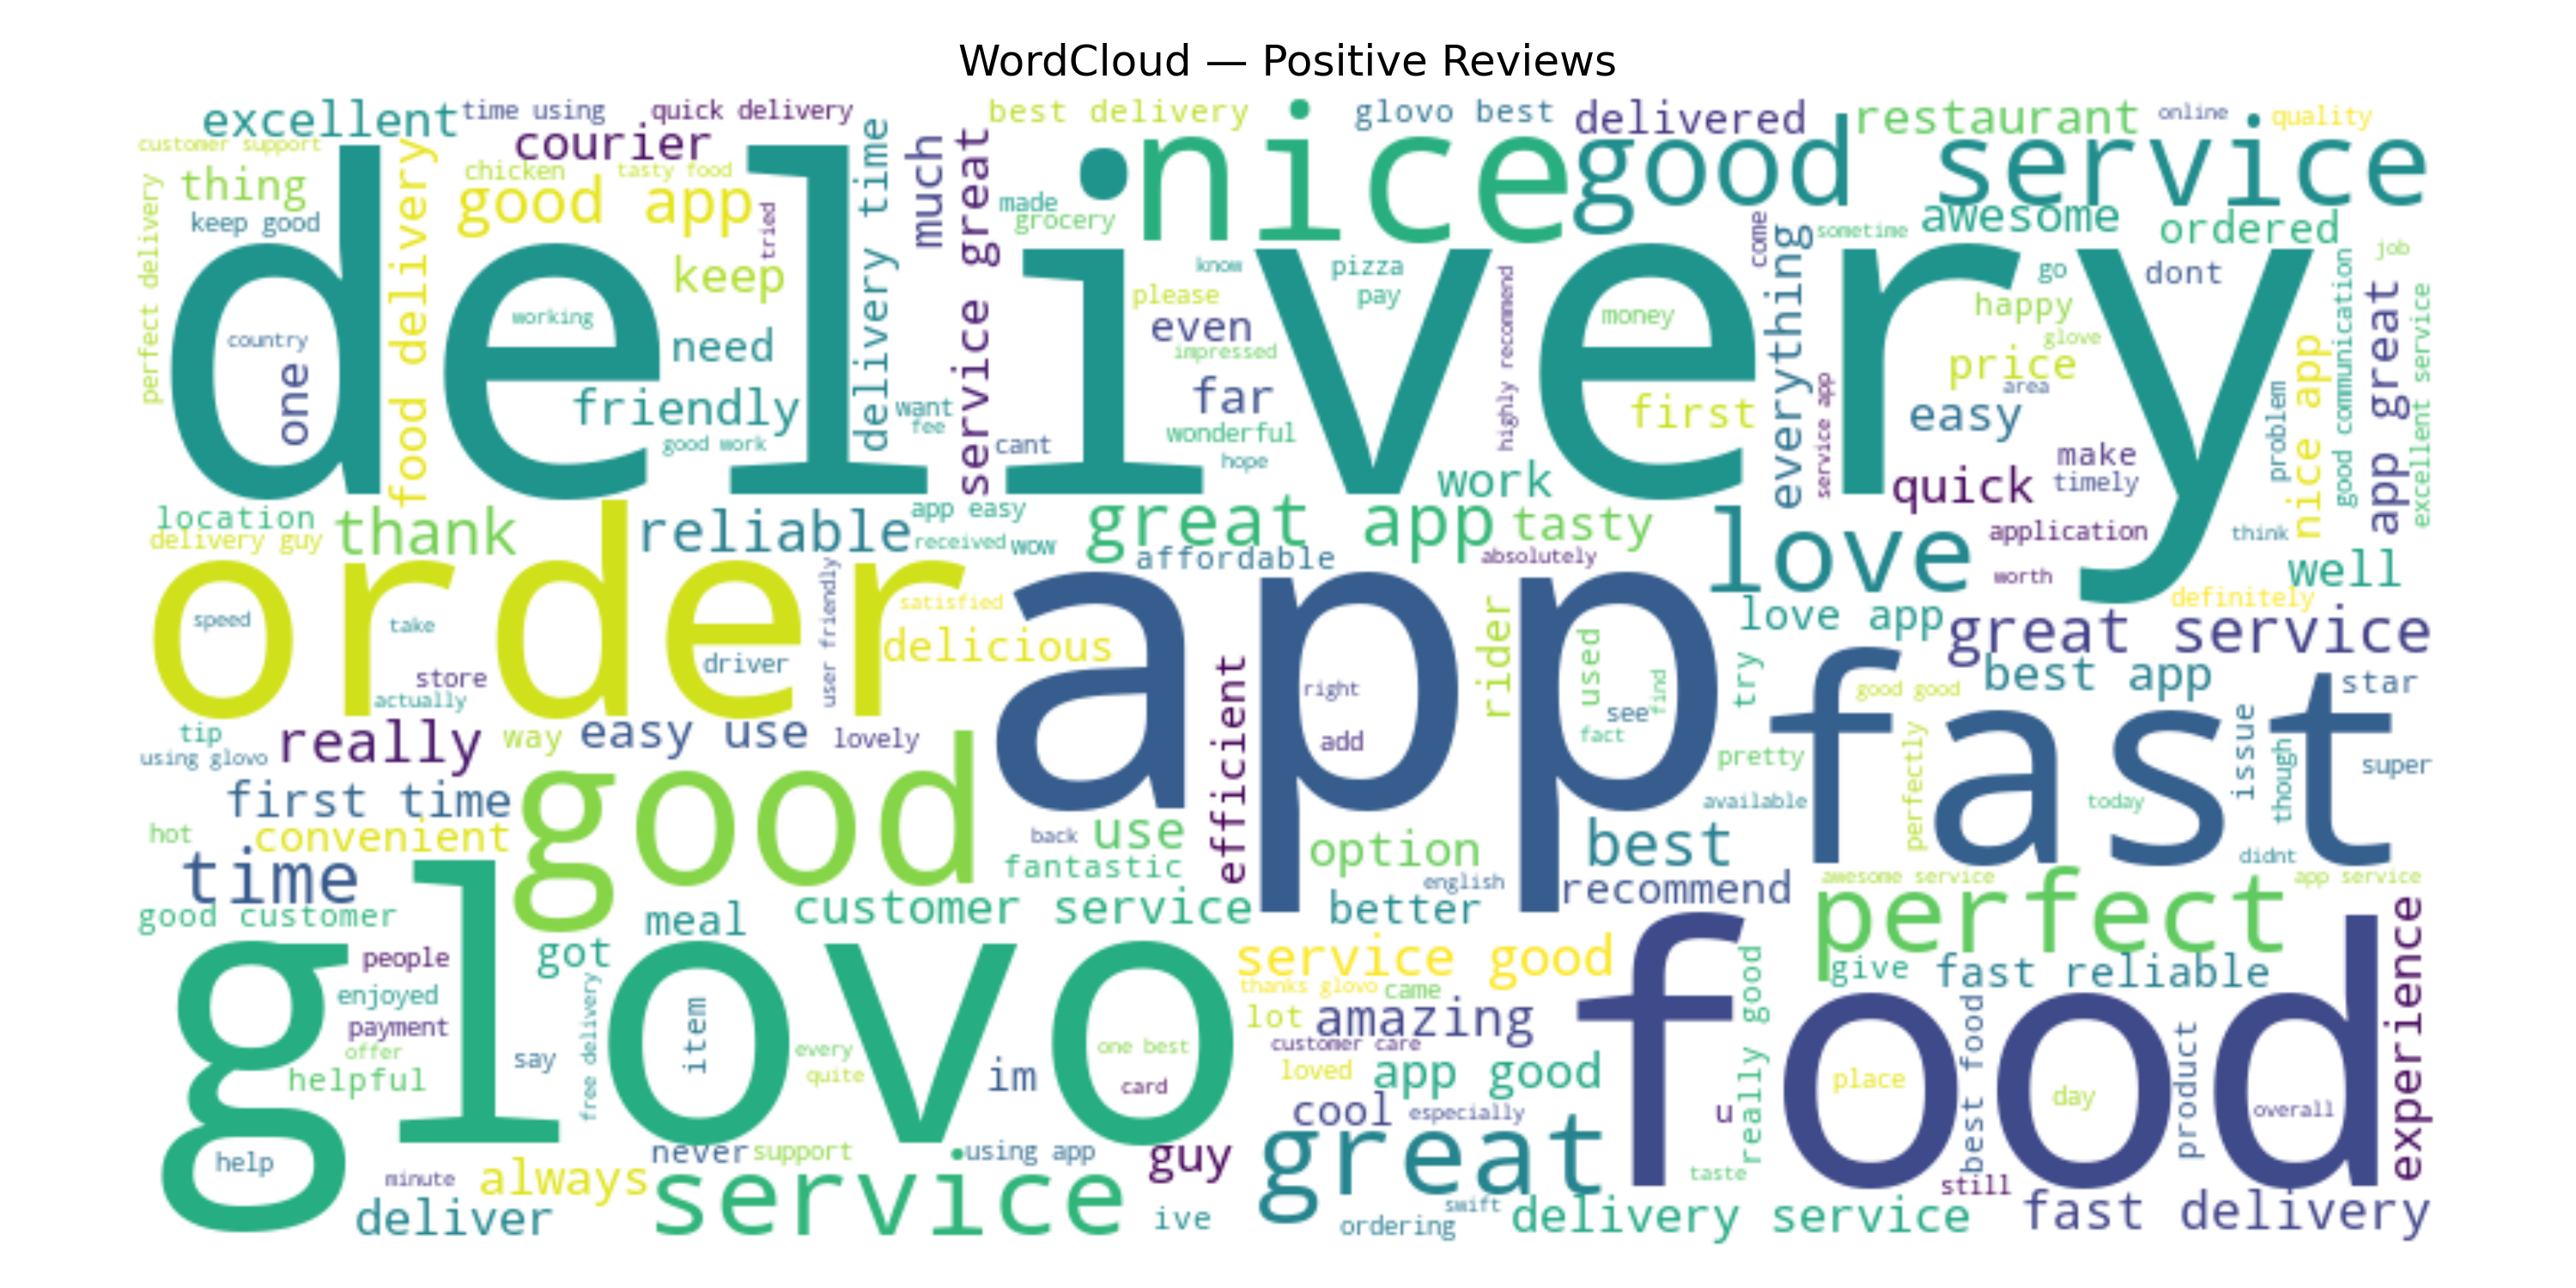 WordCloud — Positive Reviews
excellent
time using
quick delivery
best delivery
glovo best
delivered
restaurant
online
quality
customer support
courier
nice
good service
thing
chicken
tasty food
good app
keep good
tried
delivery time
much
service great
made
grocery
come
everything
sometime
awesome
ordered
job
perfect delivery
food delivery
delivery
keep
know
pizza
please
pay
highly recommend
money
go
dont
happy
glove
good communication
app great
excellent service
country
one
working
need
even
impressed
price
area
nice app
friendly
want
fee
far
first
service app
easy
problem
good work
cant
wonderful
hope
work
quick
make
timely
location
delivery guy
thank
reliable
app easy
received
wow
great app
tasty
affordable
absolutely
love
application
think
worth
well
definitely
order
speed
take
user friendly
satisfied
app
rider
used
love app
great service
driver
delicious
efficient
right
see
find
try
fast
good good
best app
star
store
actually
tip
using glovo
really
way
easy use
lovely
add
fact
pretty
perfectly
issue
though
super
first time
good
available
today
hot
convenient
back
use
option
best
didnt
time
fantastic
english
recommend
awesome service
app service
good customer
meal
customer service
better
perfect
glovo
people
got
service good
food
give
fast reliable
experience
enjoyed
thanks glovo
came
payment
free delivery
item
lot
amazing
really good
best food
product
offer
say
every
one best
customer care
helpful
quite
im
card
loved
app good
place
day
overall
cool
especially
u
help
never
support
using app
guy
great
taste
still
minute
always
service
deliver
ive
ordering
swift
delivery service
fast delivery